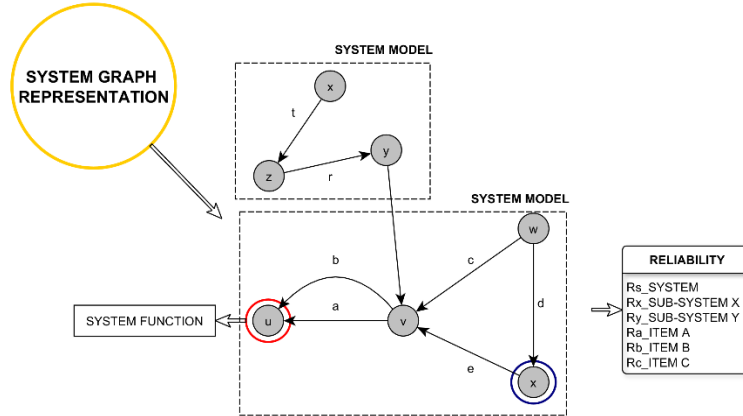 SYSTEM MODEL
SYSTEM GRAPH
REPRESENTATION
x
t
y
z
r
SYSTEM MODEL
w
b
c
RELIABILITY
Rs_SYSTEM
Rx_SUB-SYSTEM X
Ry_SUB-SYSTEM Y
Ra_ITEM A
Rb_ITEM B
Rc_ITEM C
d
a
SYSTEM FUNCTION
u
v
e
x